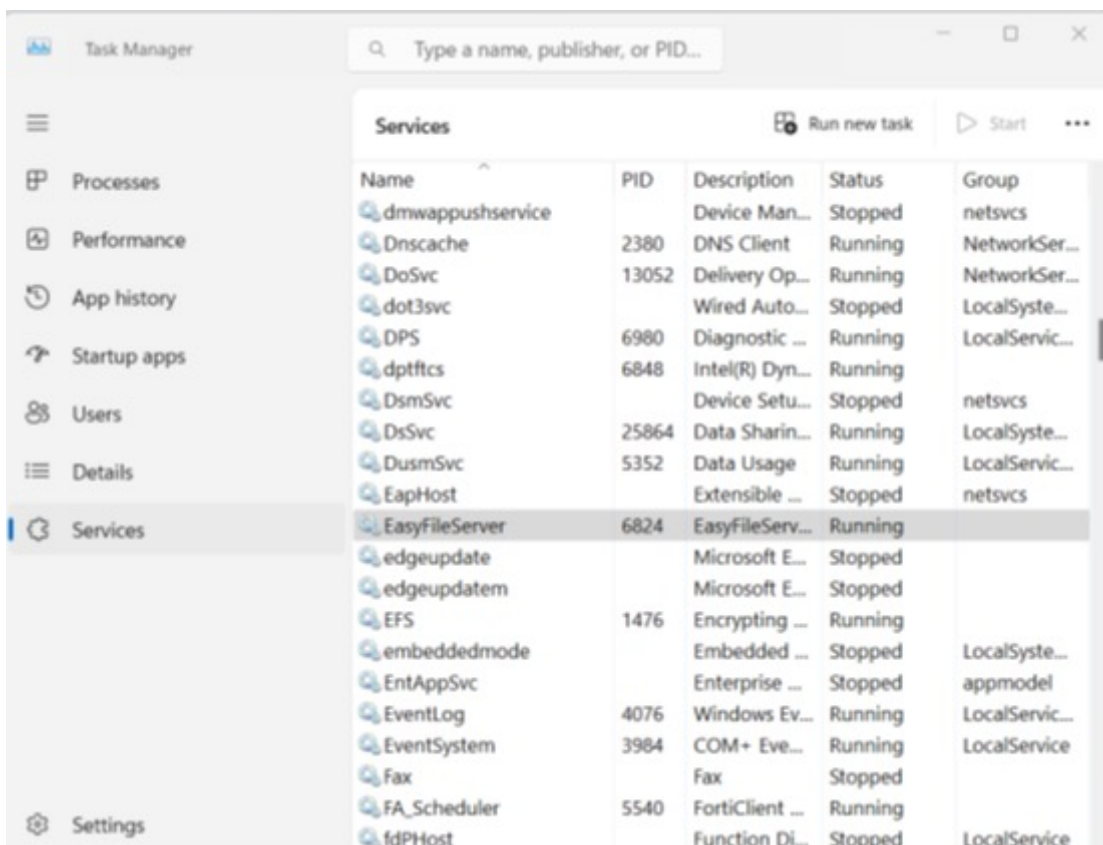 Task Manager
Type a name, publisher, or PID...
Services
Run new task
Start
Processes
Performance
App history
Startup apps
Users
Details
Services
Settings
Name PID Description Status Group
dmwappushservice Device Man... Stopped netsvcs
Dnscache 2380 DNS Client Running NetworkSer...
DoSvc 13052 Delivery Op... Running NetworkSer...
dot3svc Wired Auto... Stopped LocalSyste...
DPS 6980 Diagnostic ... Running LocalServic...
dptftcs 6848 Intel(R) Dyn... Running
DsmSvc Device Setu... Stopped netsvcs
DsSvc 25864 Data Sharin... Running LocalSyste...
DusmSvc 5352 Data Usage Running LocalServic...
EapHost Extensible ... Stopped netsvcs
EasyFileServer 6824 EasyFileServ... Running
edgeupdate Microsoft E... Stopped
edgeupdatem Microsoft E... Stopped
EFS 1476 Encrypting ... Running
embeddedmode Embedded ... Stopped LocalSyste...
EntAppSvc Enterprise ... Stopped appmodel
EventLog 4076 Windows Ev... Running LocalServic...
EventSystem 3984 COM+ Eve... Running LocalService
Fax Fax Stopped
FA_Scheduler 5540 FortiClient ... Running
fdPHost Function Di... Stopped LocalService